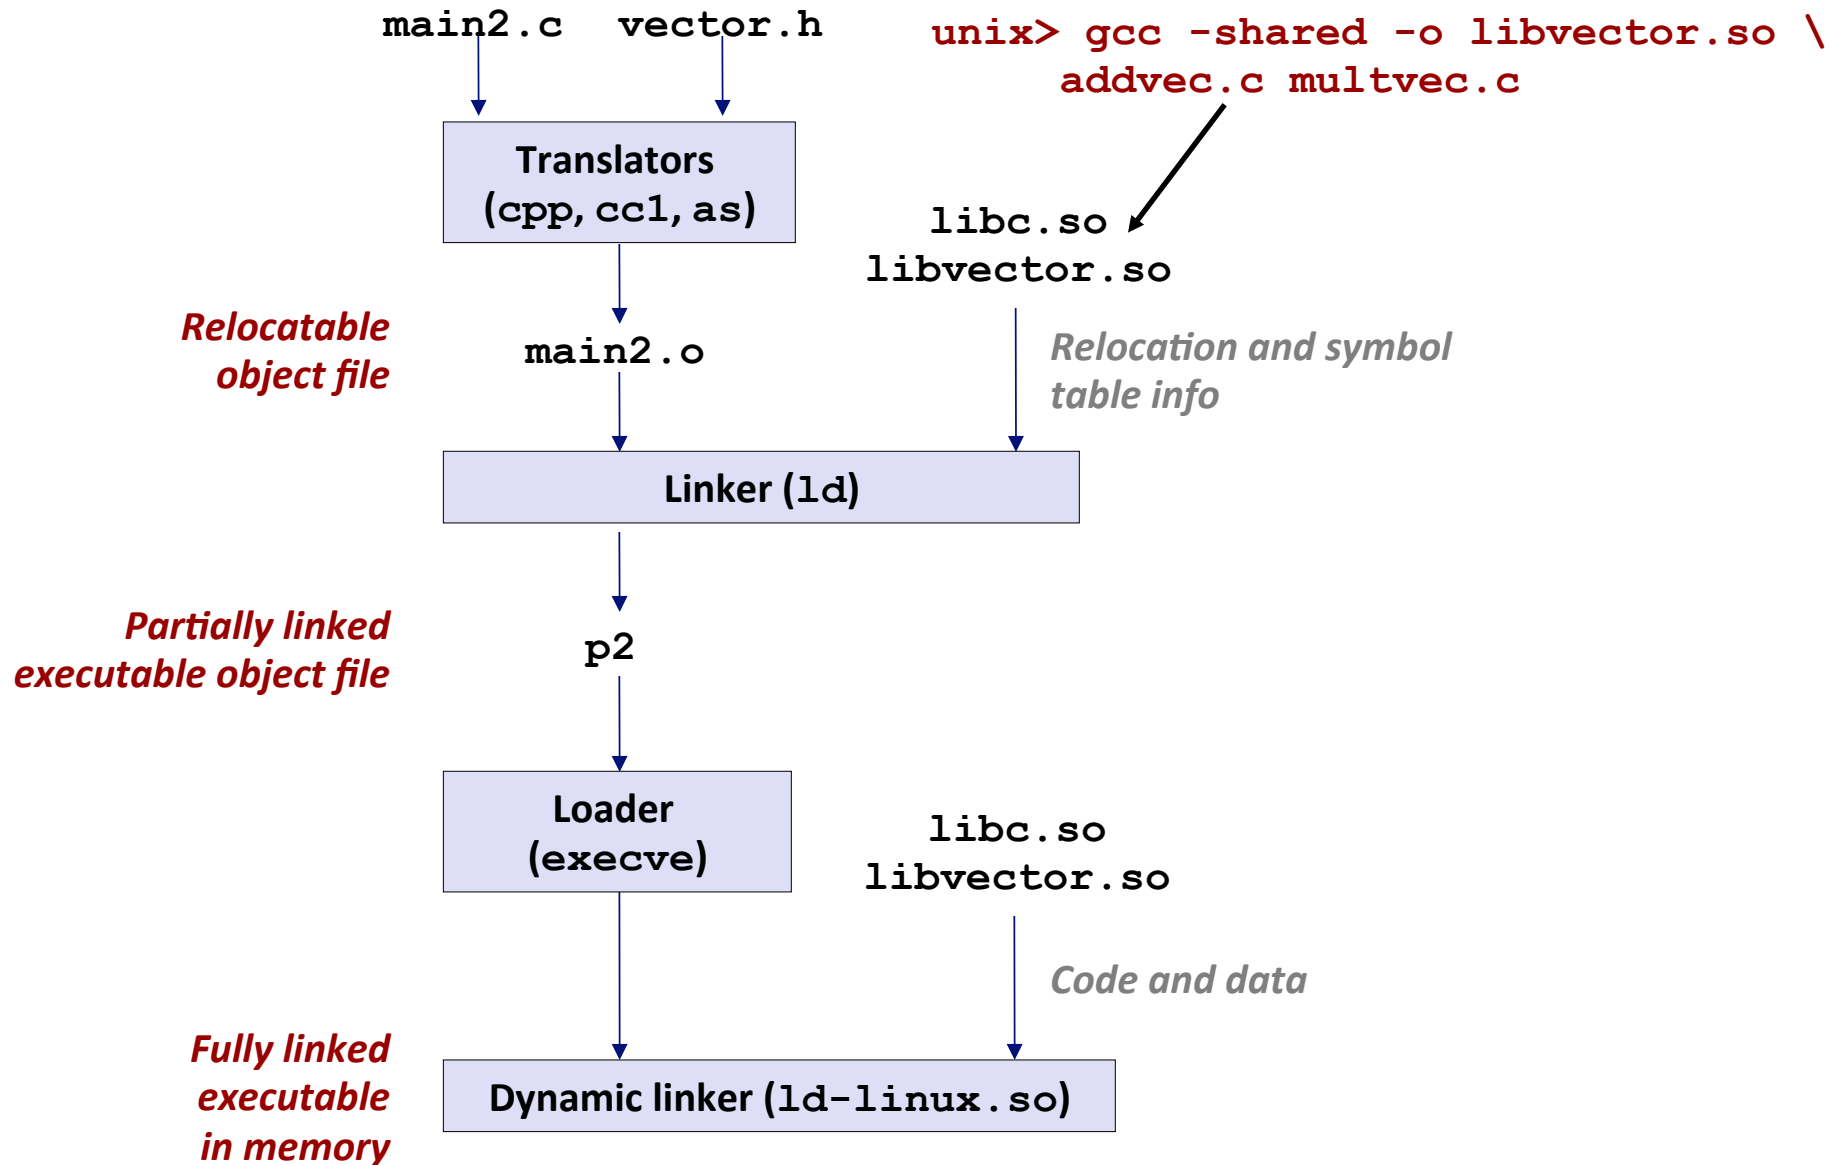 main2.c vector.h
unix> gcc -shared -o libvector.so \
addvec.c multvec.c
Translators
(cpp, cc1, as)
libc.so
libvector.so
Relocatable
object file
main2.o
Relocation and symbol
table info
Linker (ld)
Partially linked
executable object file
p2
Loader
(execve)
libc.so
libvector.so
Code and data
Fully linked
executable
in memory
Dynamic linker (ld-linux.so)